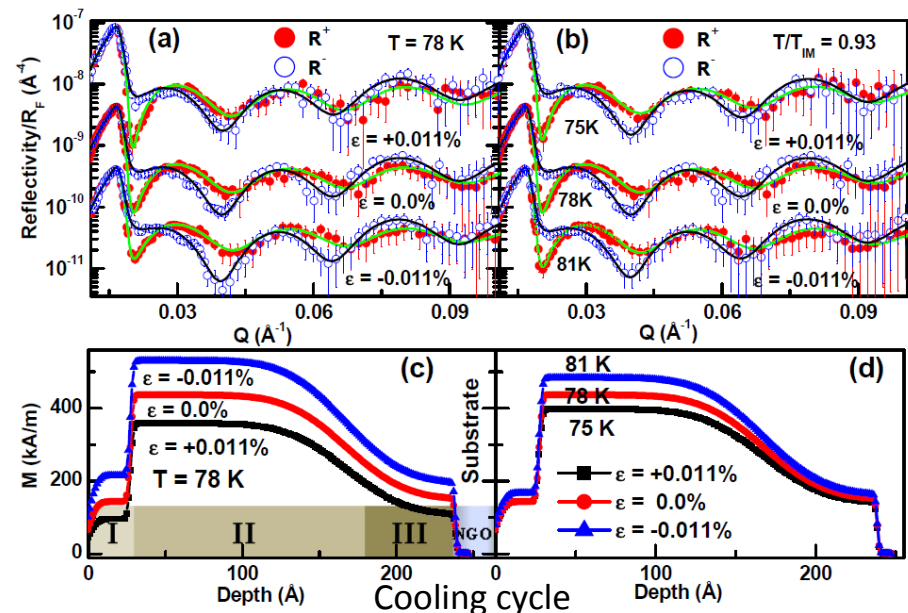 (a)
R⁺
R⁻
T = 78 K
ε = +0.011%
ε = 0.0%
ε = -0.011%
Reflectivity/R_F (Å⁻⁴)
10⁻⁷
10⁻⁸
10⁻⁹
10⁻¹⁰
10⁻¹¹
0.03 0.06 0.09
Q (Å⁻¹)
(b)
R⁺
R⁻
T/T_IM = 0.93
75K
ε = +0.011%
78K
ε = 0.0%
81K
ε = -0.011%
0.03 0.06 0.09
Q (Å⁻¹)
(c)
ε = -0.011%
ε = 0.0%
ε = +0.011%
T = 78 K
I II III NGO
M (kA/m)
400
200
0
0 100 200
Depth (Å)
Substrate
(d)
81 K
78 K
75 K
ε = +0.011%
ε = 0.0%
ε = -0.011%
0 100 200
Depth (Å)
Cooling cycle